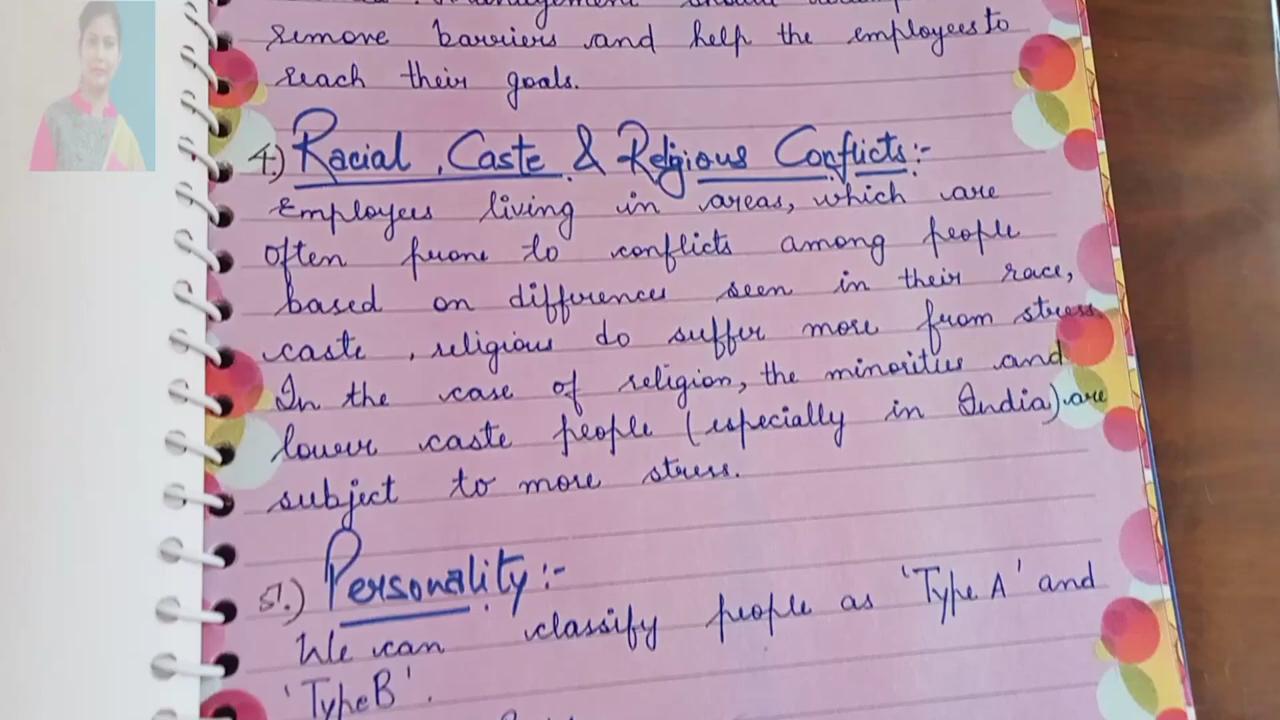 Management should
remove barriers and help the employees to
reach their goals.
4.) Racial, Caste & Religious Conflicts:-
Employees living in areas, which are
often prone to conflicts among people
based on differences seen in their race,
caste, religious do suffer more from stress.
In the case of religion, the minorities and
lower caste people (especially in India) are
subject to more stress.
5.) Personality:-
We can classify people as 'Type A' and
'Type B'.